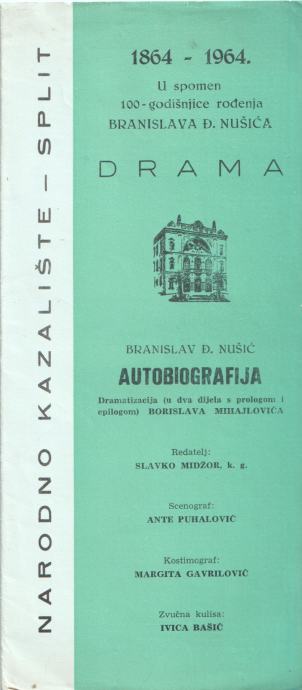 NARODNO KAZALIŠTE — SPLIT
1864 - 1964.
U spomen
100-godišnjice rođenja
BRANISLAVA Đ. NUŠIĆA
DRAMA
BRANISLAV Đ. NUŠIĆ
AUTOBIOGRAFIJA
Dramatizacija (u dva dijela s prologom i
epilogom) BORISLAVA MIHAJLOVIĆA
Redatelj:
SLAVKO MIDŽOR, k. g.
Scenograf:
ANTE PUHALOVIĆ
Kostimograf:
MARGITA GAVRILOVIĆ
Zvučna kulisa:
IVICA BAŠIĆ